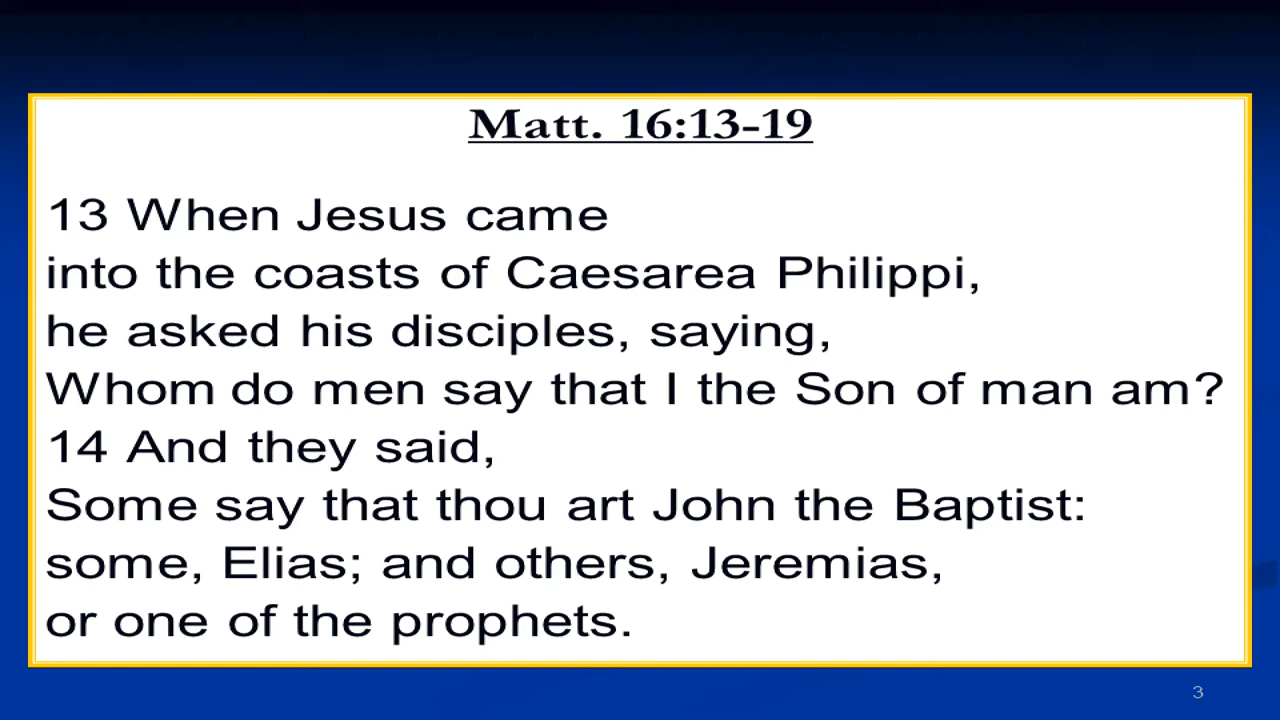 Matt. 16:13-19
13 When Jesus came
into the coasts of Caesarea Philippi,
he asked his disciples, saying,
Whom do men say that I the Son of man am?
14 And they said,
Some say that thou art John the Baptist:
some, Elias; and others, Jeremias,
or one of the prophets.
3